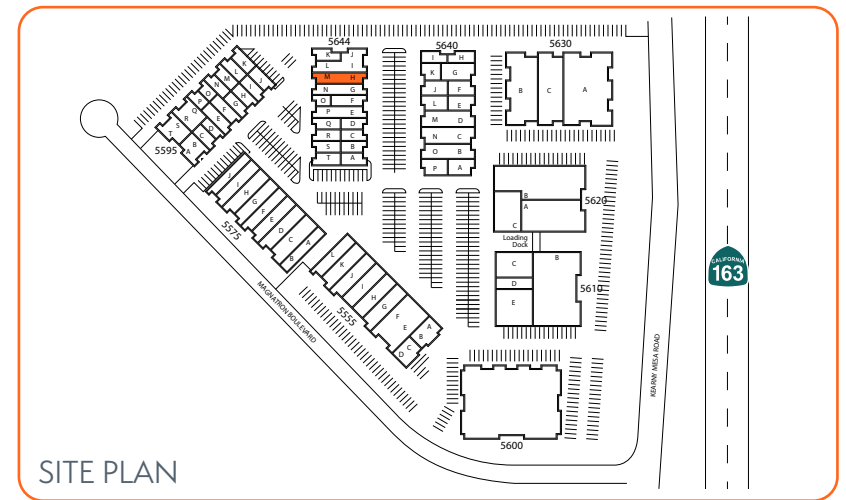 5644
K J
L I
M H
N G
O F
P E
Q D
R C
S B
T A
5640
I H
K G
J F
L E
M D
N C
O B
P A
5630
B C A
K
L J
M H
N G
O F
P E
Q D
R C
S B
T A
5595
J
I
H
G
F
E
D
C A
B
5575
L
K
J
I
H
G
F
E A
B
C
D
5555
B
A
C
5620
Loading
Dock
C B
D
E
5610
5600
MAGNATRON BOULEVARD
KEARNY MESA ROAD
CALIFORNIA
163
SITE PLAN